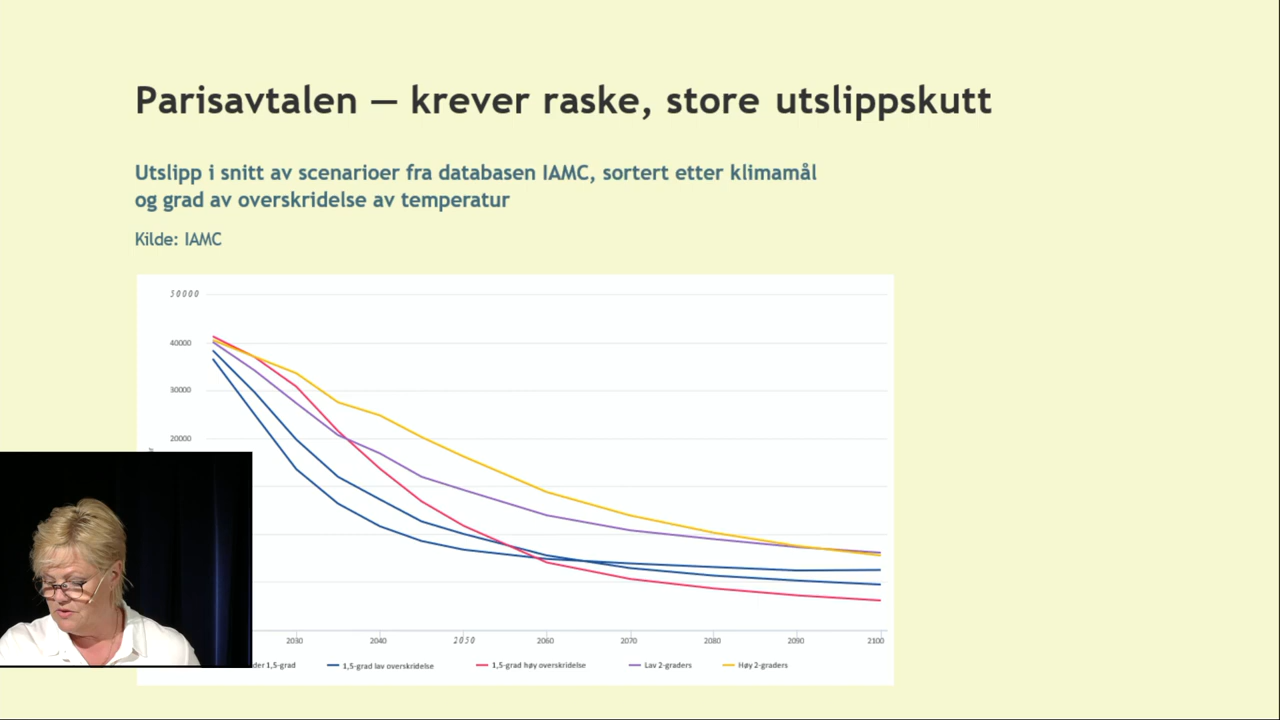 Parisavtalen — krever raske, store utslippskutt
Utslipp i snitt av scenarioer fra databasen IAMC, sortert etter klimamål
og grad av overskridelse av temperatur
Kilde: IAMC
50000
40000
30000
20000
2030 2040 2050 2060 2070 2080 2090 2100
1,5-grad 1,5-grad lav overskridelse 1,5-grad høy overskridelse Lav 2-graders Høy 2-graders